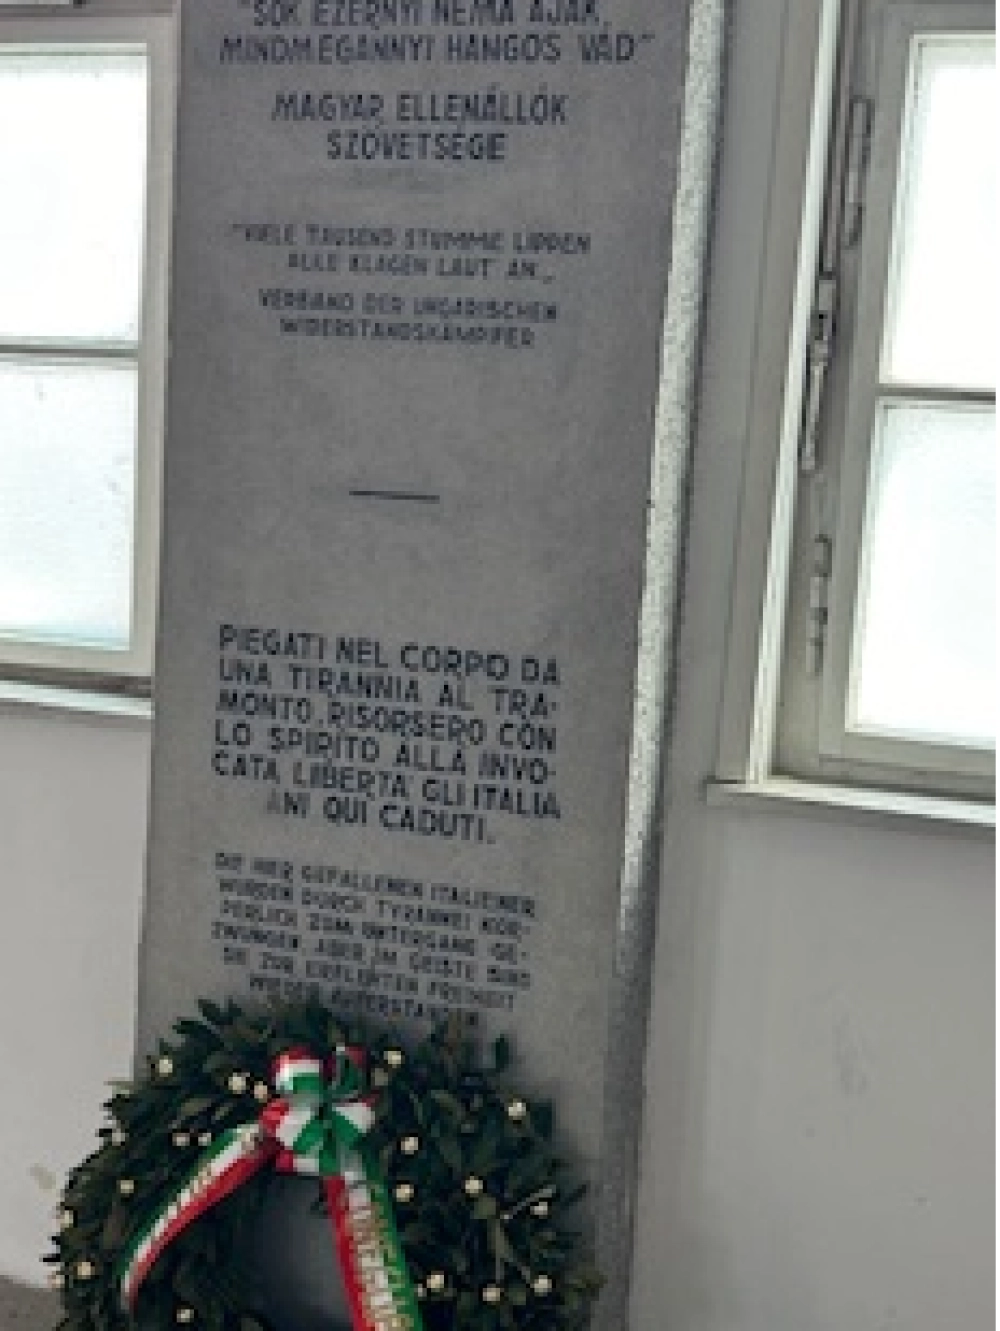 "SOK EZERNYI NÉMA AJAK,
MINDMEGANNYI HANGOS VÁD"
MAGYAR ELLENÁLLÓK
SZÖVETSÉGE
"VIELE TAUSEND STUMME LIPPEN
ALLE KLAGEN LAUT AN„
VERBAND DER UNGARISCHEN
WIDERSTANDSKÄMPFER
PIEGATI NEL CORPO DA
UNA TIRANNIA AL TRA-
MONTO, RISORSERO CON
LO SPIRITO ALLA INVO-
CATA LIBERTA' GLI ITALIA
ANI QUI CADUTI.
DIE HIER GEFALLENEN ITALIENER
WURDEN DURCH TYRANNEI KÖR-
PERLICH ZUM UNTERGANG GE-
ZWUNGEN, ABER IM GEISTE SIND
SIE ZUR ERFLEHTEN FREIHEIT
WIEDER AUFERSTANDEN